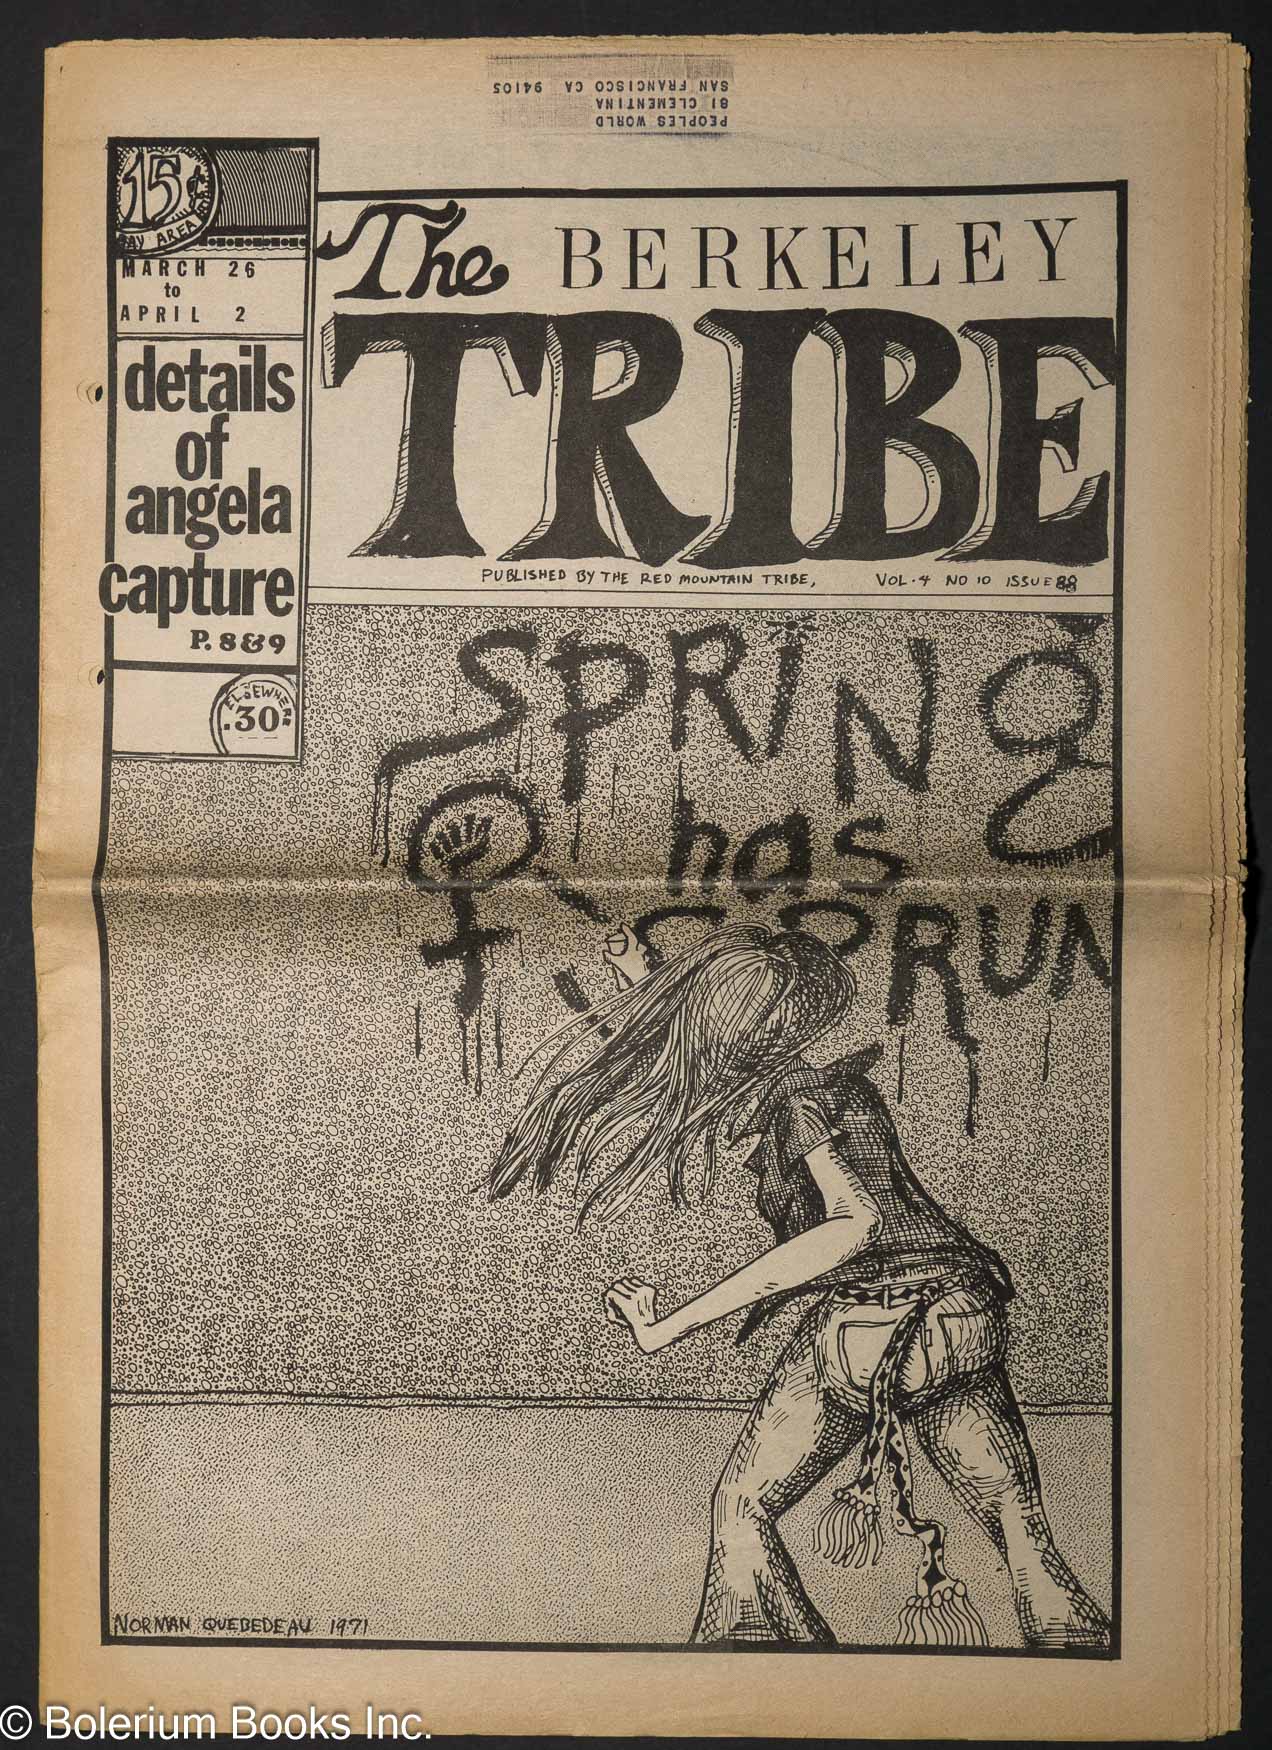 PEOPLES WORLD
81 CLEMENTINA
SAN FRANCISCO CA 94105
15¢
BAY AREA
MARCH 26
to
APRIL 2
details
of
angela
capture
P. 8&9
ELSEWHERE
.30
The BERKELEY
TRIBE
PUBLISHED BY THE RED MOUNTAIN TRIBE, VOL.4 NO 10 ISSUE 88
SPRiNG
has
SPRUN
NORMAN QUEBEDEAU 1971
© Bolerium Books Inc.